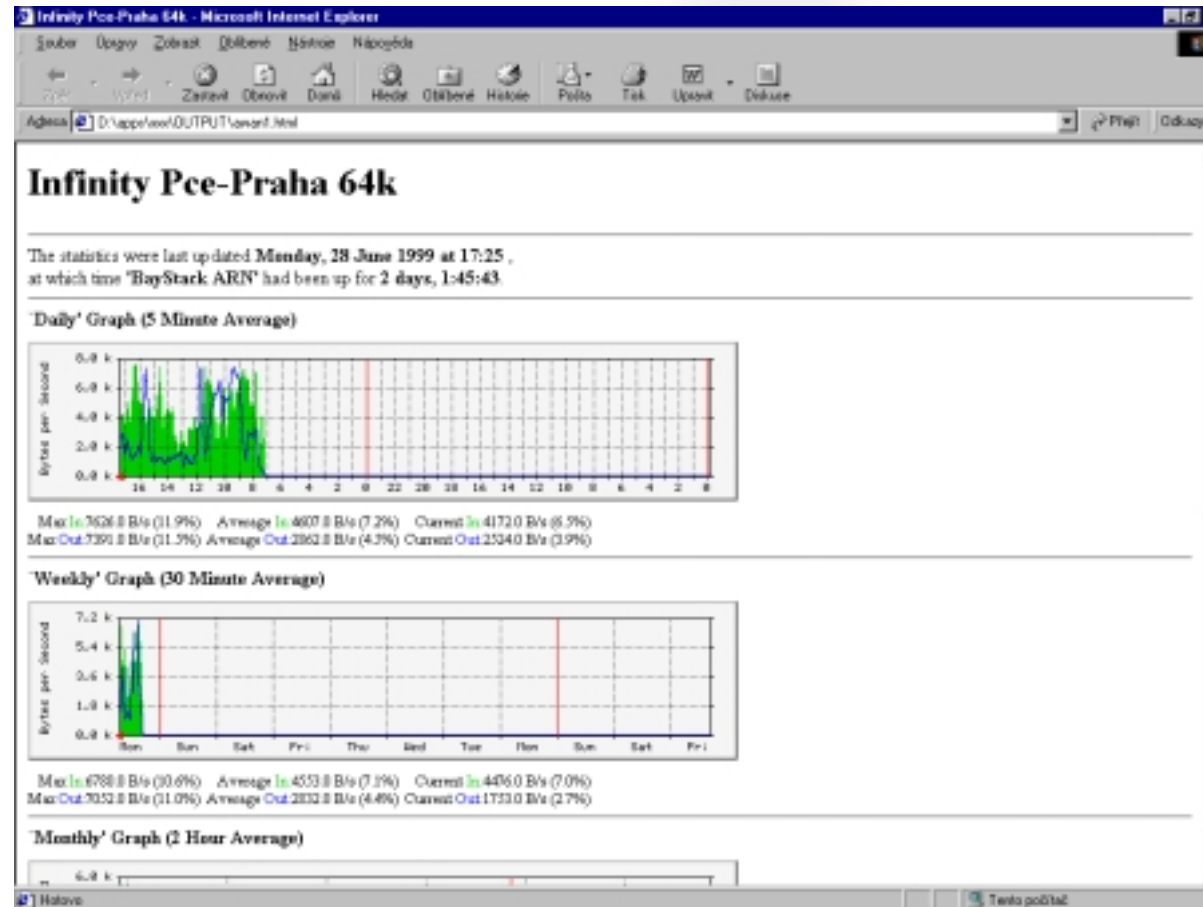 Infinity Pce-Praha 64k - Microsoft Internet Explorer
Soubor Úpravy Zobrazit Oblíbené Nástroje Nápověda
Zpět Vpřed Zastavit Obnovit Domů Hledat Oblíbené Historie Pošta Tisk Upravit Diskuse
Adresa Přejít Odkazy
Infinity Pce-Praha 64k
The statistics were last updated Monday, 28 June 1999 at 17:25 ,
at which time 'BayStack ARN' had been up for 2 days, 1:45:43.
`Daily' Graph (5 Minute Average)
Bytes per Second
8.0 k
6.0 k
4.0 k
2.0 k
0.0 k
16 14 12 10 8 6 4 2 0 22 20 18 16 14 12 10 8 6 4 2 0
Max In:7626.0 B/s (11.9%) Average In:4607.0 B/s (7.2%) Current In:4172.0 B/s (6.5%)
Max Out:7391.0 B/s (11.5%) Average Out:2862.0 B/s (4.5%) Current Out:2524.0 B/s (3.9%)
`Weekly' Graph (30 Minute Average)
Bytes per Second
7.2 k
5.4 k
3.6 k
1.8 k
0.0 k
Mon Sun Sat Fri Thu Wed Tue Mon Sun Sat Fri
Max In:6780.0 B/s (10.6%) Average In:4553.0 B/s (7.1%) Current In:4476.0 B/s (7.0%)
Max Out:7052.0 B/s (11.0%) Average Out:2832.0 B/s (4.4%) Current Out:1753.0 B/s (2.7%)
`Monthly' Graph (2 Hour Average)
6.0 k
Hotovo Tento počítač